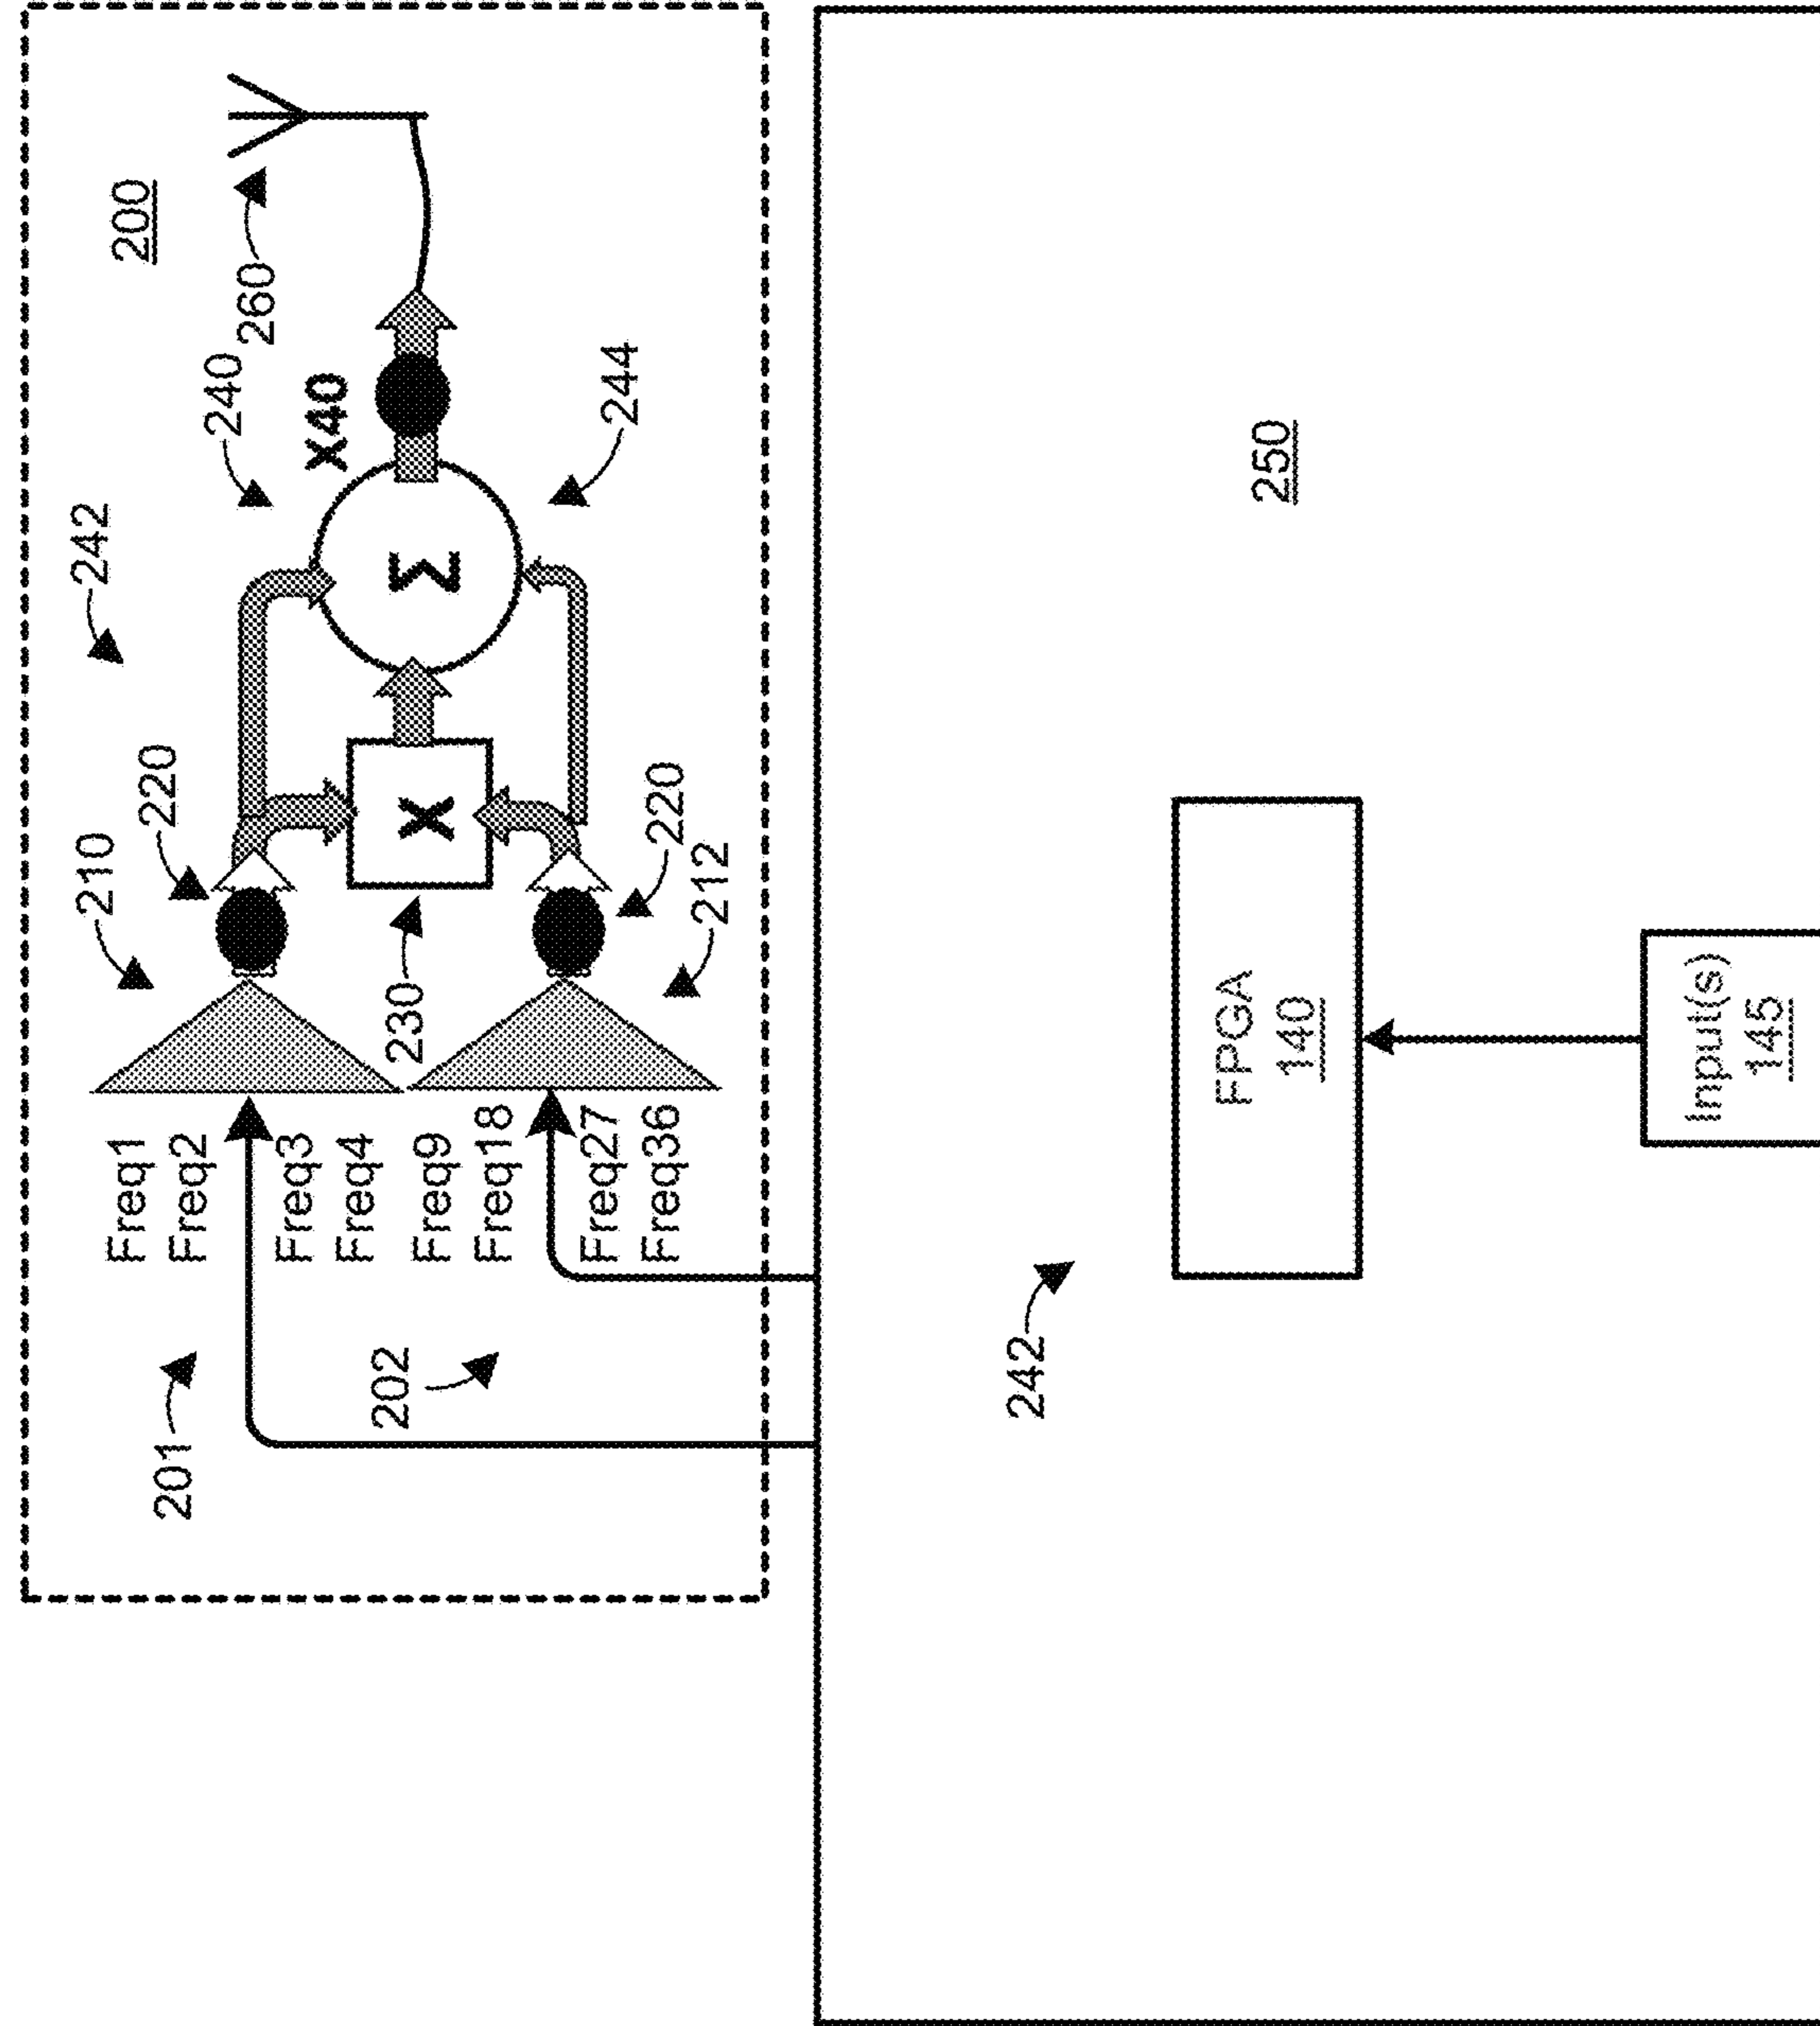 200
242
240
260
X40
210
220
Σ
244
X
220
212
230
Freq1
Freq2
Freq3
Freq4
Freq9
Freq18
Freq27
Freq36
201
202
250
242
FPGA
140
Input(s)
145